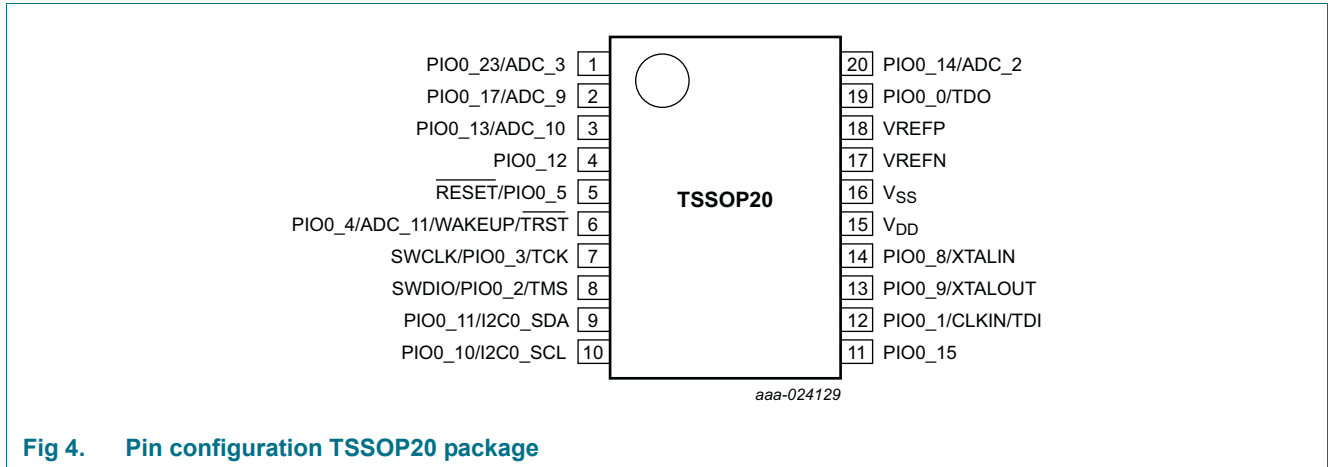 PIO0_23/ADC_3 1
PIO0_17/ADC_9 2
PIO0_13/ADC_10 3
PIO0_12 4
RESET/PIO0_5 5
PIO0_4/ADC_11/WAKEUP/TRST 6
SWCLK/PIO0_3/TCK 7
SWDIO/PIO0_2/TMS 8
PIO0_11/I2C0_SDA 9
PIO0_10/I2C0_SCL 10
TSSOP20
20 PIO0_14/ADC_2
19 PIO0_0/TDO
18 VREFP
17 VREFN
16 VSS
15 VDD
14 PIO0_8/XTALIN
13 PIO0_9/XTALOUT
12 PIO0_1/CLKIN/TDI
11 PIO0_15
aaa-024129
Fig 4. Pin configuration TSSOP20 package